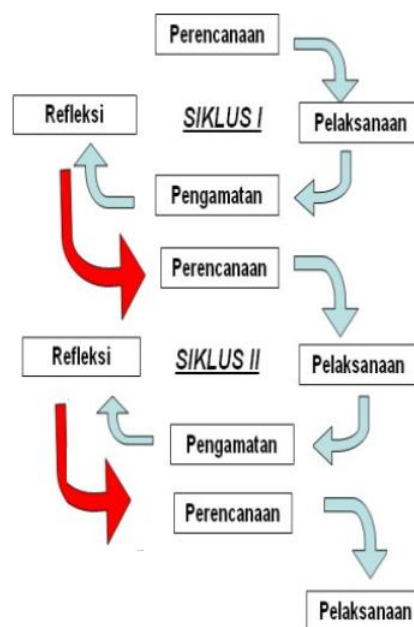 Perencanaan
Refleksi
SIKLUS I
Pelaksanaan
Pengamatan
Perencanaan
Refleksi
SIKLUS II
Pelaksanaan
Pengamatan
Perencanaan
Pelaksanaan